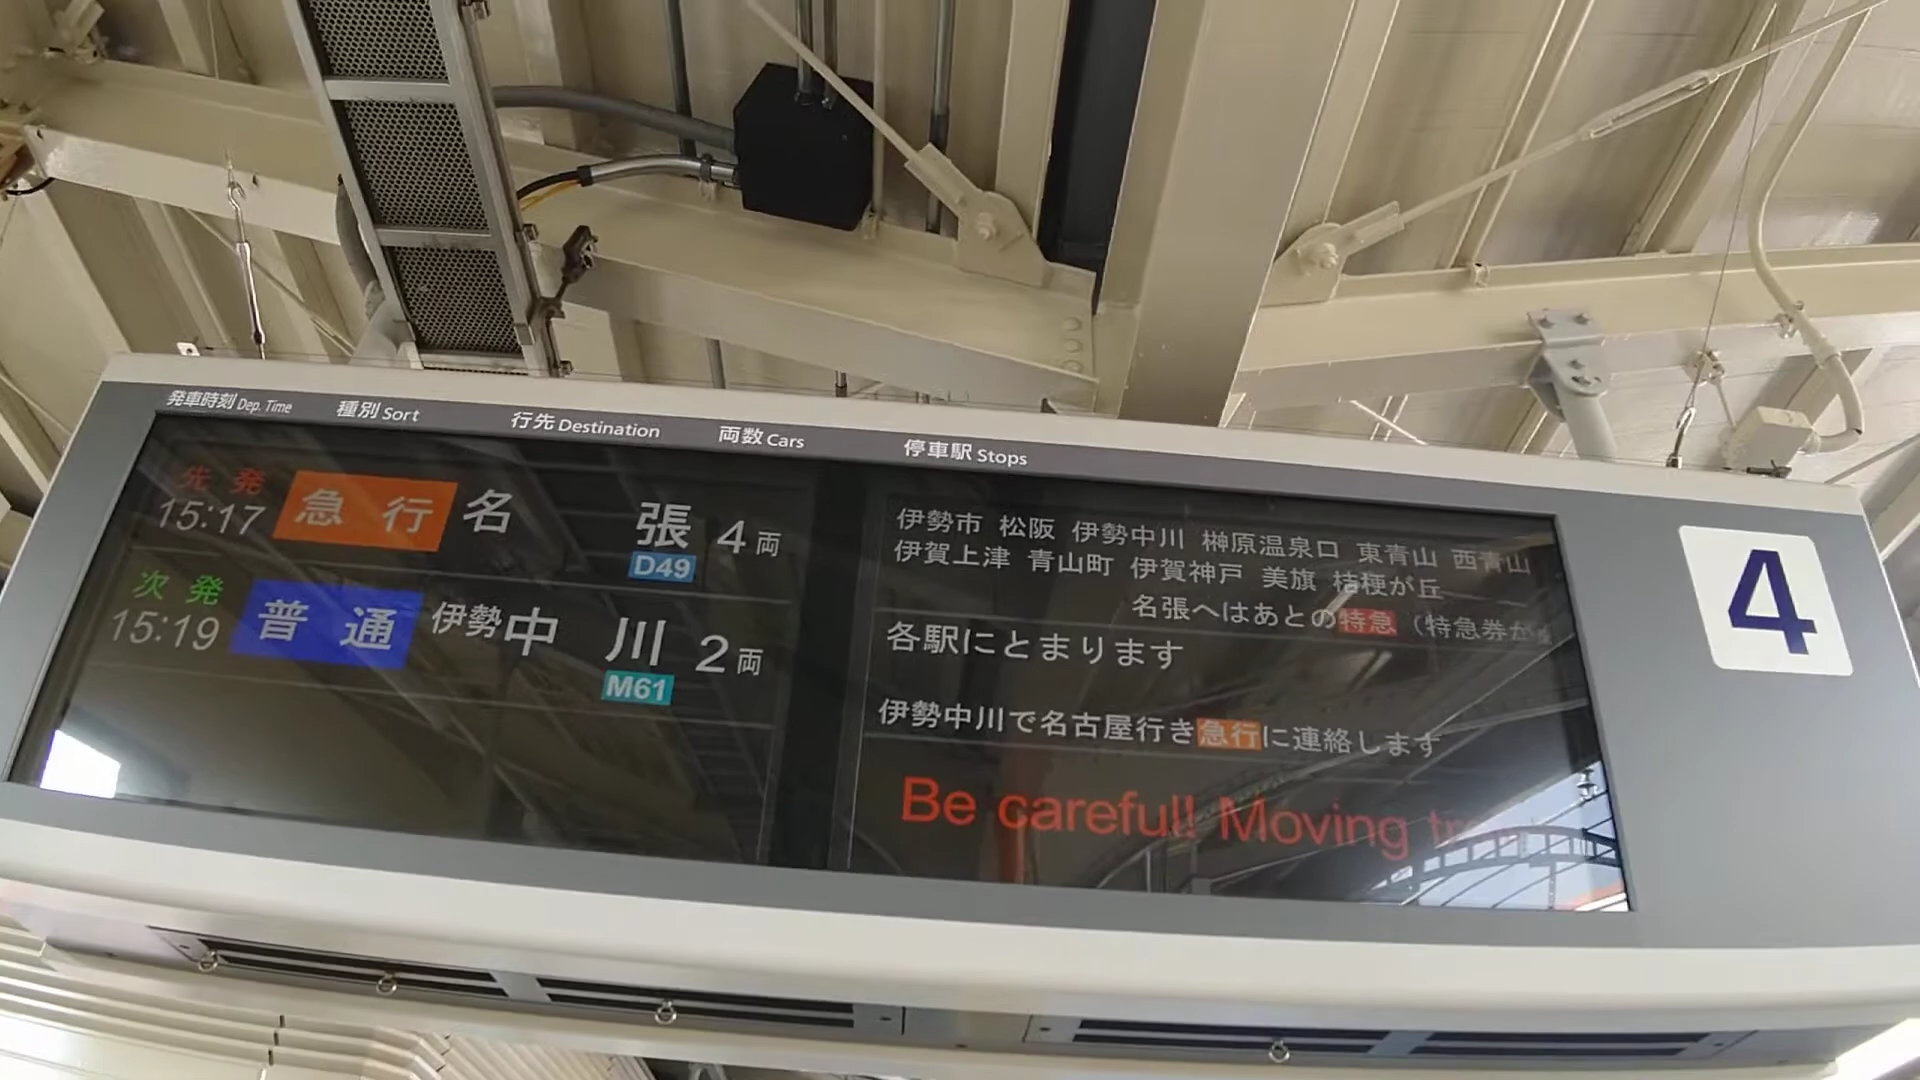 発車時刻 Dep. Time 種別 Sort 行先 Destination 両数 Cars 停車駅 Stops
先発
15:17 急行 名張 4両
D49
伊勢市 松阪 伊勢中川 榊原温泉口 東青山 西青山
伊賀上津 青山町 伊賀神戸 美旗 桔梗が丘
名張へはあとの特急(特急券が
次発
15:19 普通 伊勢中川 2両
M61
各駅にとまります
伊勢中川で名古屋行き急行に連絡します
Be careful! Moving
4